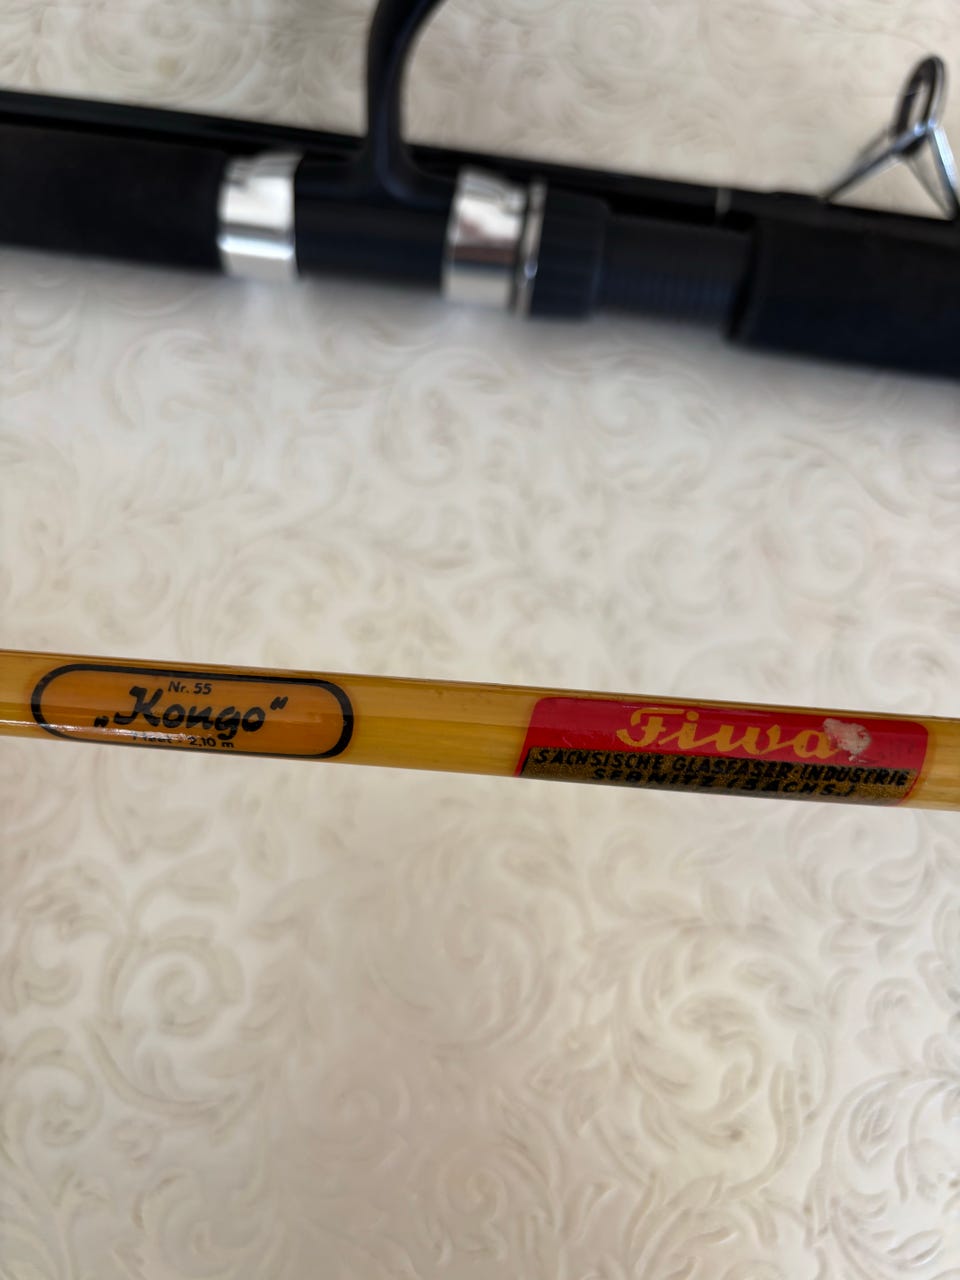 Nr. 55
„Kongo“
2,10 m
Fiwa
SÄCHSISCHE GLASFASER-INDUSTRIE
SEBNITZ (SACHS.)